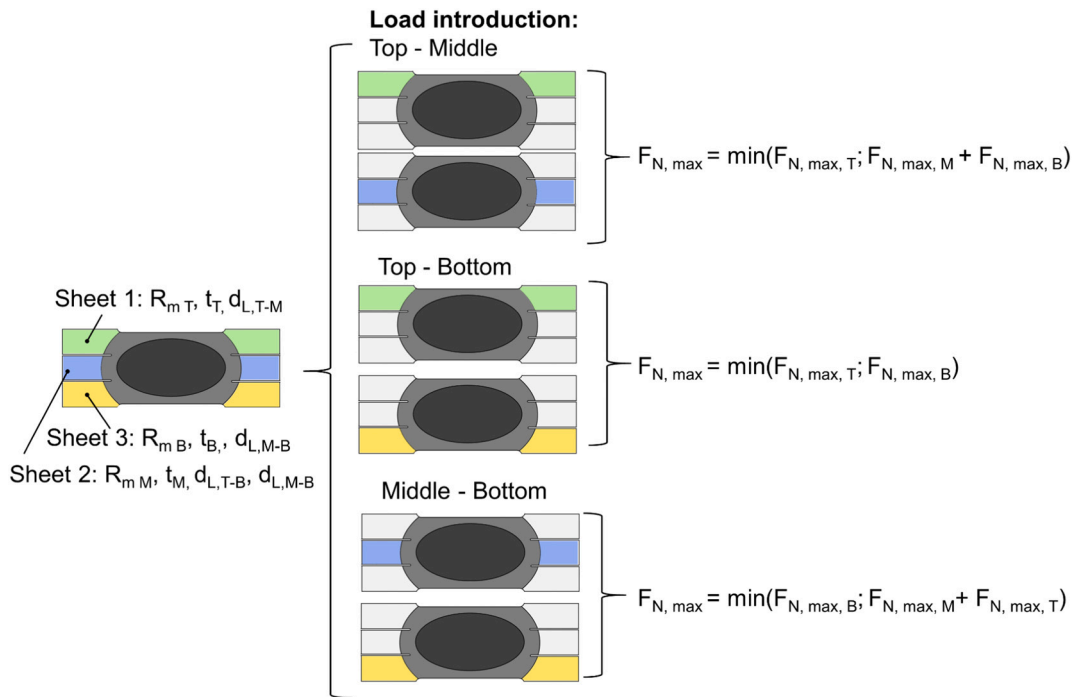 Load introduction:
Top - Middle
F_N, max = min(F_N, max, T; F_N, max, M + F_N, max, B)
Top - Bottom
Sheet 1: R_m T, t_T, d_L,T-M
F_N, max = min(F_N, max, T; F_N, max, B)
Sheet 3: R_m B, t_B,, d_L,M-B
Sheet 2: R_m M, t_M, d_L,T-B, d_L,M-B
Middle - Bottom
F_N, max = min(F_N, max, B; F_N, max, M + F_N, max, T)